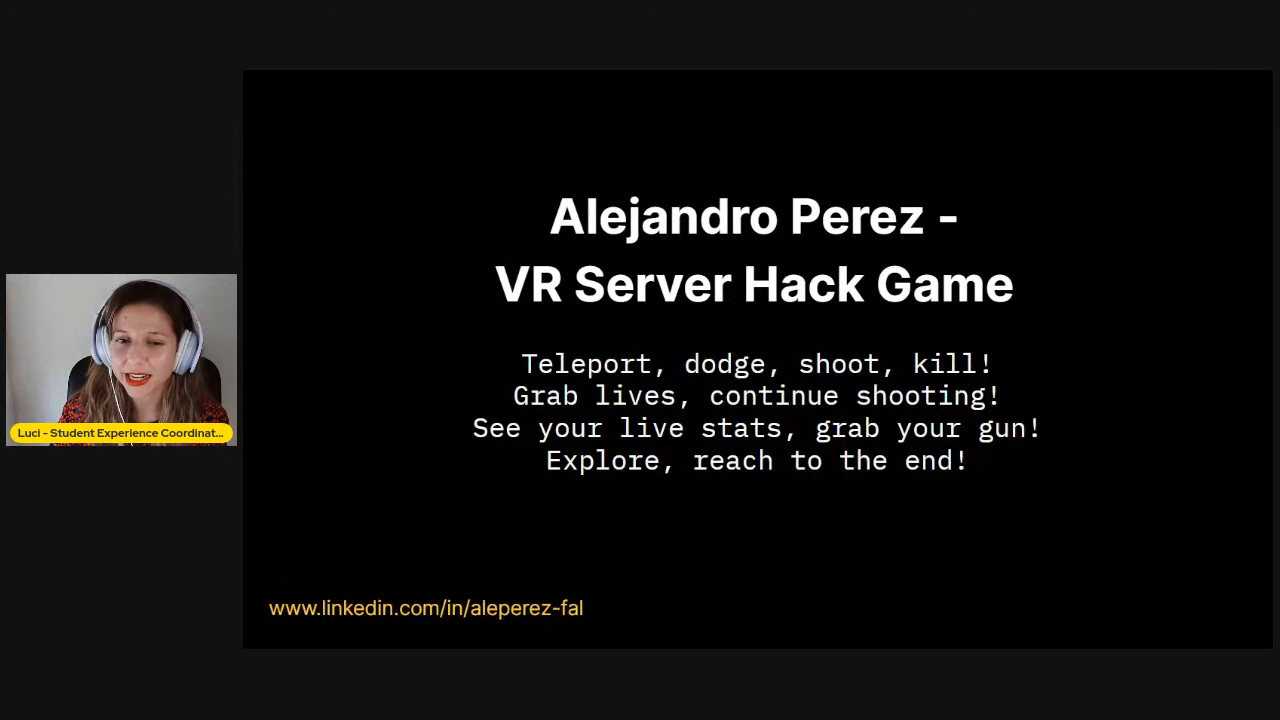 Alejandro Perez -
VR Server Hack Game
Teleport, dodge, shoot, kill!
Grab lives, continue shooting!
See your live stats, grab your gun!
Explore, reach to the end!
Luci - Student Experience Coordinat...
www.linkedin.com/in/aleperez-fal